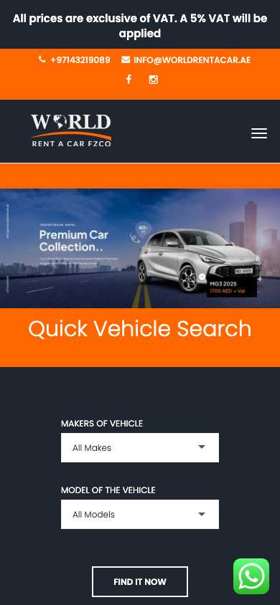 All prices are exclusive of VAT. A 5% VAT will be
applied
+97143219089 INFO@WORLDRENTACAR.AE
WORLD
RENT A CAR FZCO
Premium Car
Collection..
MG3 2025
Quick Vehicle Search
MAKERS OF VEHICLE
All Makes
MODEL OF THE VEHICLE
All Models
FIND IT NOW